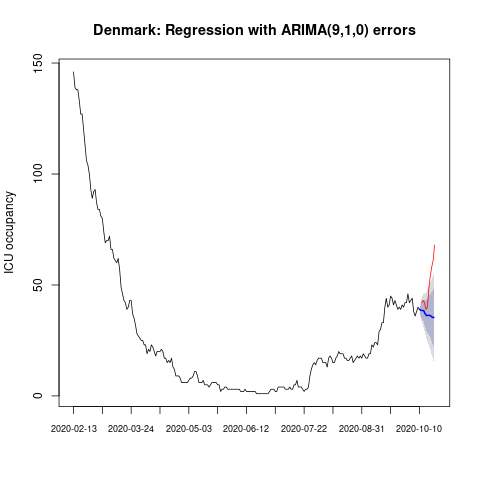 Denmark: Regression with ARIMA(9,1,0) errors
ICU occupancy
150
100
50
0
2020-02-13 2020-03-24 2020-05-03 2020-06-12 2020-07-22 2020-08-31 2020-10-10